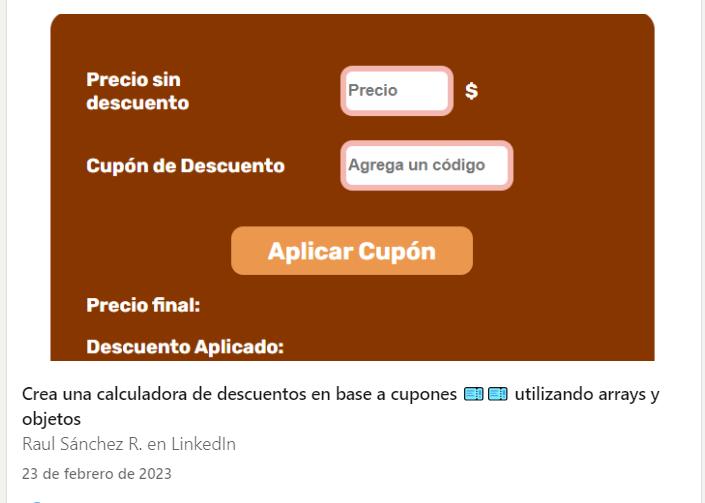 Precio sin
descuento
Precio
$
Cupón de Descuento
Agrega un código
Aplicar Cupón
Precio final:
Descuento Aplicado:
Crea una calculadora de descuentos en base a cupones 🎟️🎟️ utilizando arrays y
objetos
Raul Sánchez R. en LinkedIn
23 de febrero de 2023